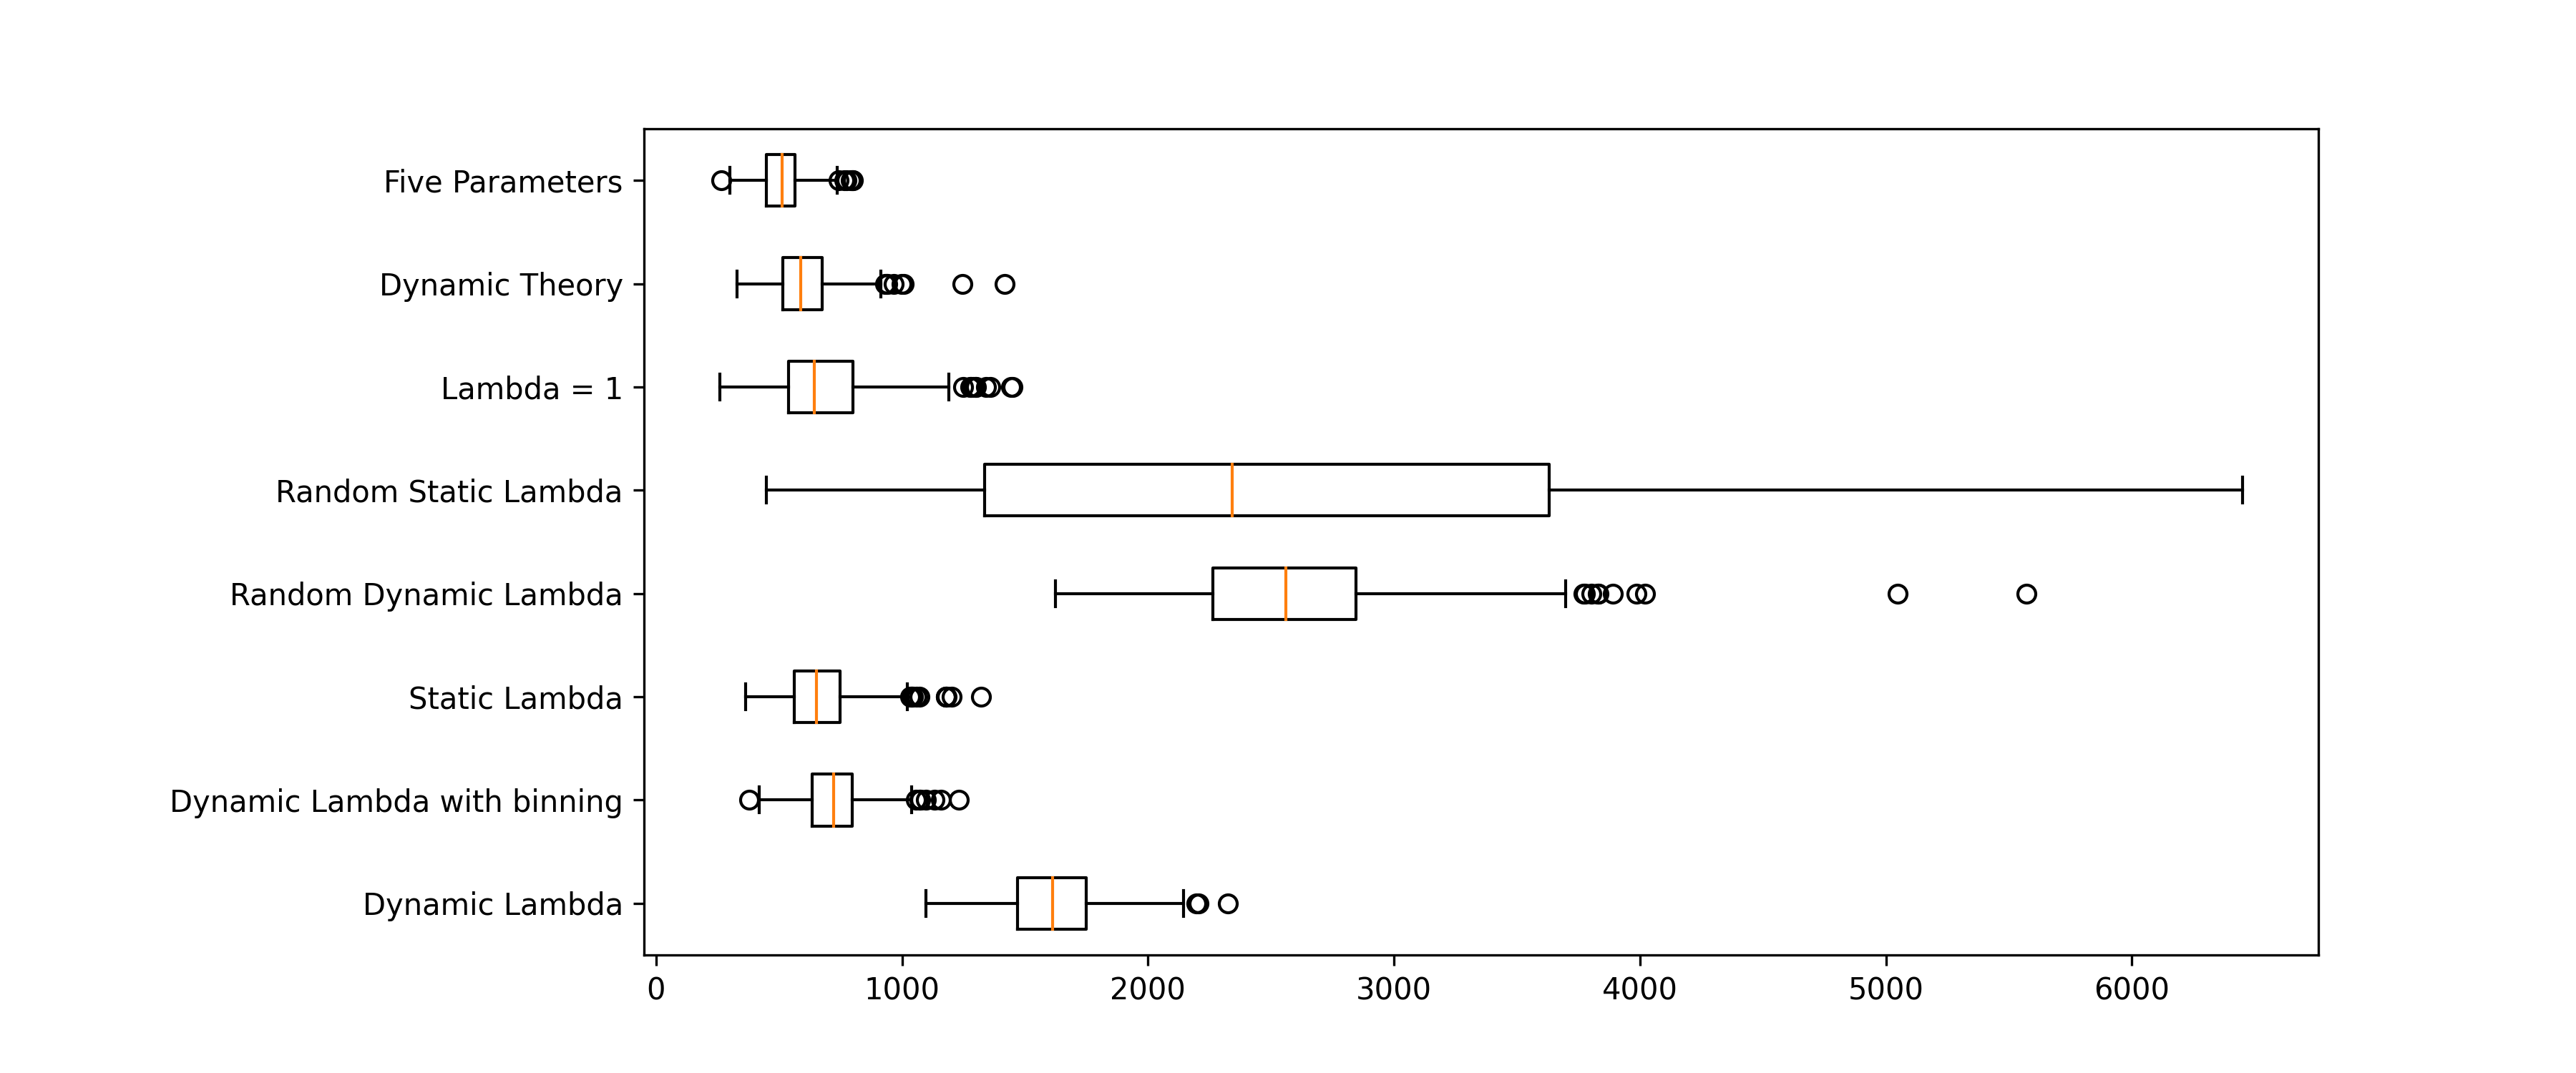 Five Parameters
Dynamic Theory
Lambda = 1
Random Static Lambda
Random Dynamic Lambda
Static Lambda
Dynamic Lambda with binning
Dynamic Lambda
0 1000 2000 3000 4000 5000 6000